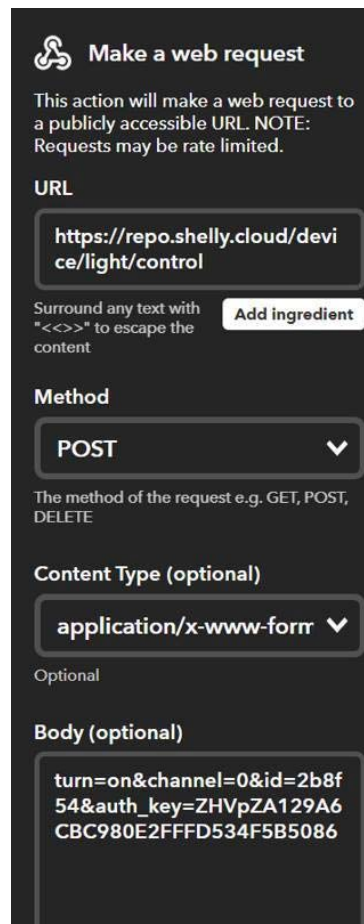 Make a web request
This action will make a web request to
a publicly accessible URL. NOTE:
Requests may be rate limited.
URL
https://repo.shelly.cloud/devi
ce/light/control
Surround any text with
"<<>>" to escape the
content
Add ingredient
Method
POST
The method of the request e.g. GET, POST,
DELETE
Content Type (optional)
application/x-www-form
Optional
Body (optional)
turn=on&channel=0&id=2b8f
54&auth_key=ZHVpZA129A6
CBC980E2FFFD534F5B5086